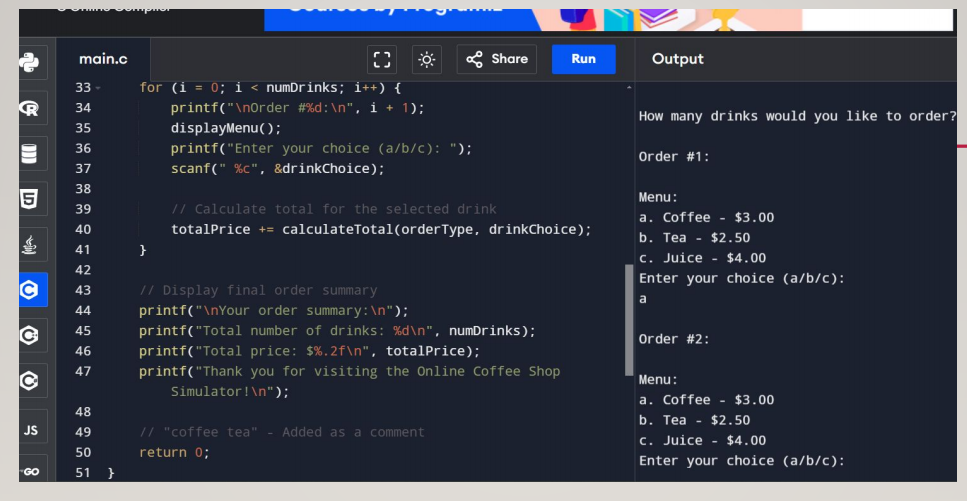 main.c
Share
Run
Output
33 for (i = 0; i < numDrinks; i++) {
34 printf("\nOrder #%d:\n", i + 1);
35 displayMenu();
36 printf("Enter your choice (a/b/c): ");
37 scanf(" %c", &drinkChoice);
38
39 // Calculate total for the selected drink
40 totalPrice += calculateTotal(orderType, drinkChoice);
41 }
42
43 // Display final order summary
44 printf("\nYour order summary:\n");
45 printf("Total number of drinks: %d\n", numDrinks);
46 printf("Total price: $%.2f\n", totalPrice);
47 printf("Thank you for visiting the Online Coffee Shop
Simulator!\n");
48
49 // "coffee tea" - Added as a comment
50 return 0;
51 }
JS
GO
How many drinks would you like to order?
Order #1:
Menu:
a. Coffee - $3.00
b. Tea - $2.50
c. Juice - $4.00
Enter your choice (a/b/c):
a
Order #2:
Menu:
a. Coffee - $3.00
b. Tea - $2.50
c. Juice - $4.00
Enter your choice (a/b/c):